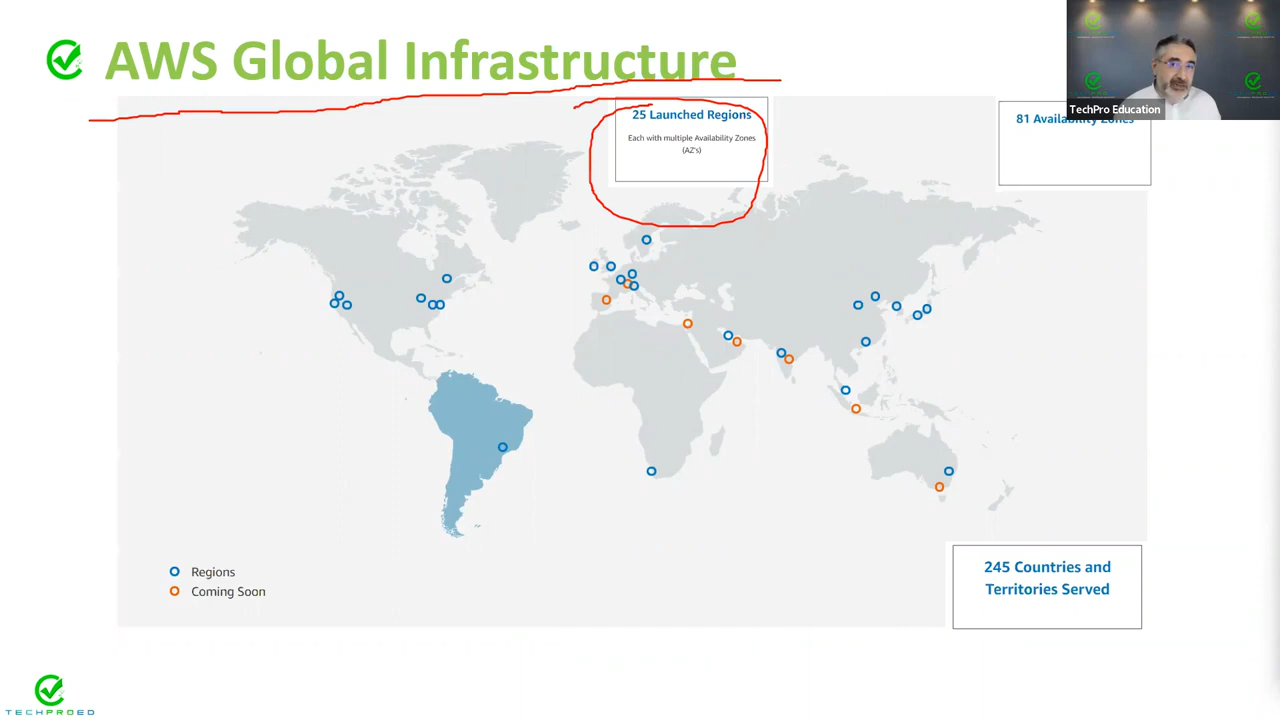 AWS Global Infrastructure
TechPro Education
25 Launched Regions
Each with multiple Availability Zones
(AZ's)
81 Availability Zones
Regions
Coming Soon
245 Countries and
Territories Served
TECHPROED